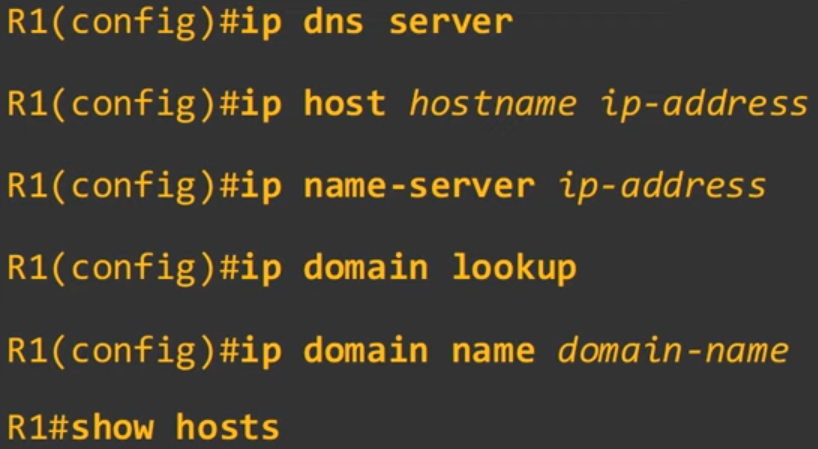 R1(config)#ip dns server
R1(config)#ip host hostname ip-address
R1(config)#ip name-server ip-address
R1(config)#ip domain lookup
R1(config)#ip domain name domain-name
R1#show hosts